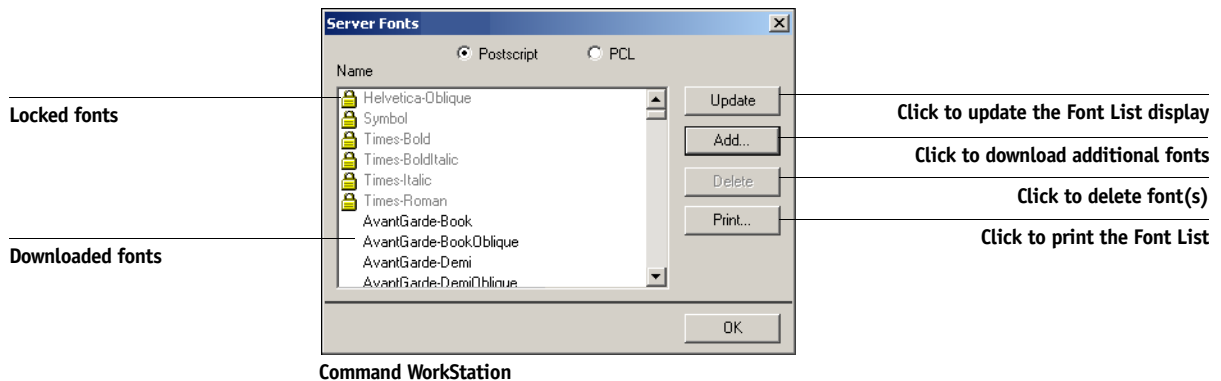 Server Fonts
Postscript
PCL
Name
Helvetica-Oblique
Symbol
Times-Bold
Times-BoldItalic
Times-Italic
Times-Roman
AvantGarde-Book
AvantGarde-BookOblique
AvantGarde-Demi
AvantGarde-DemiOblique
Update
Add...
Delete
Print...
OK
Locked fonts
Downloaded fonts
Click to update the Font List display
Click to download additional fonts
Click to delete font(s)
Click to print the Font List
Command WorkStation